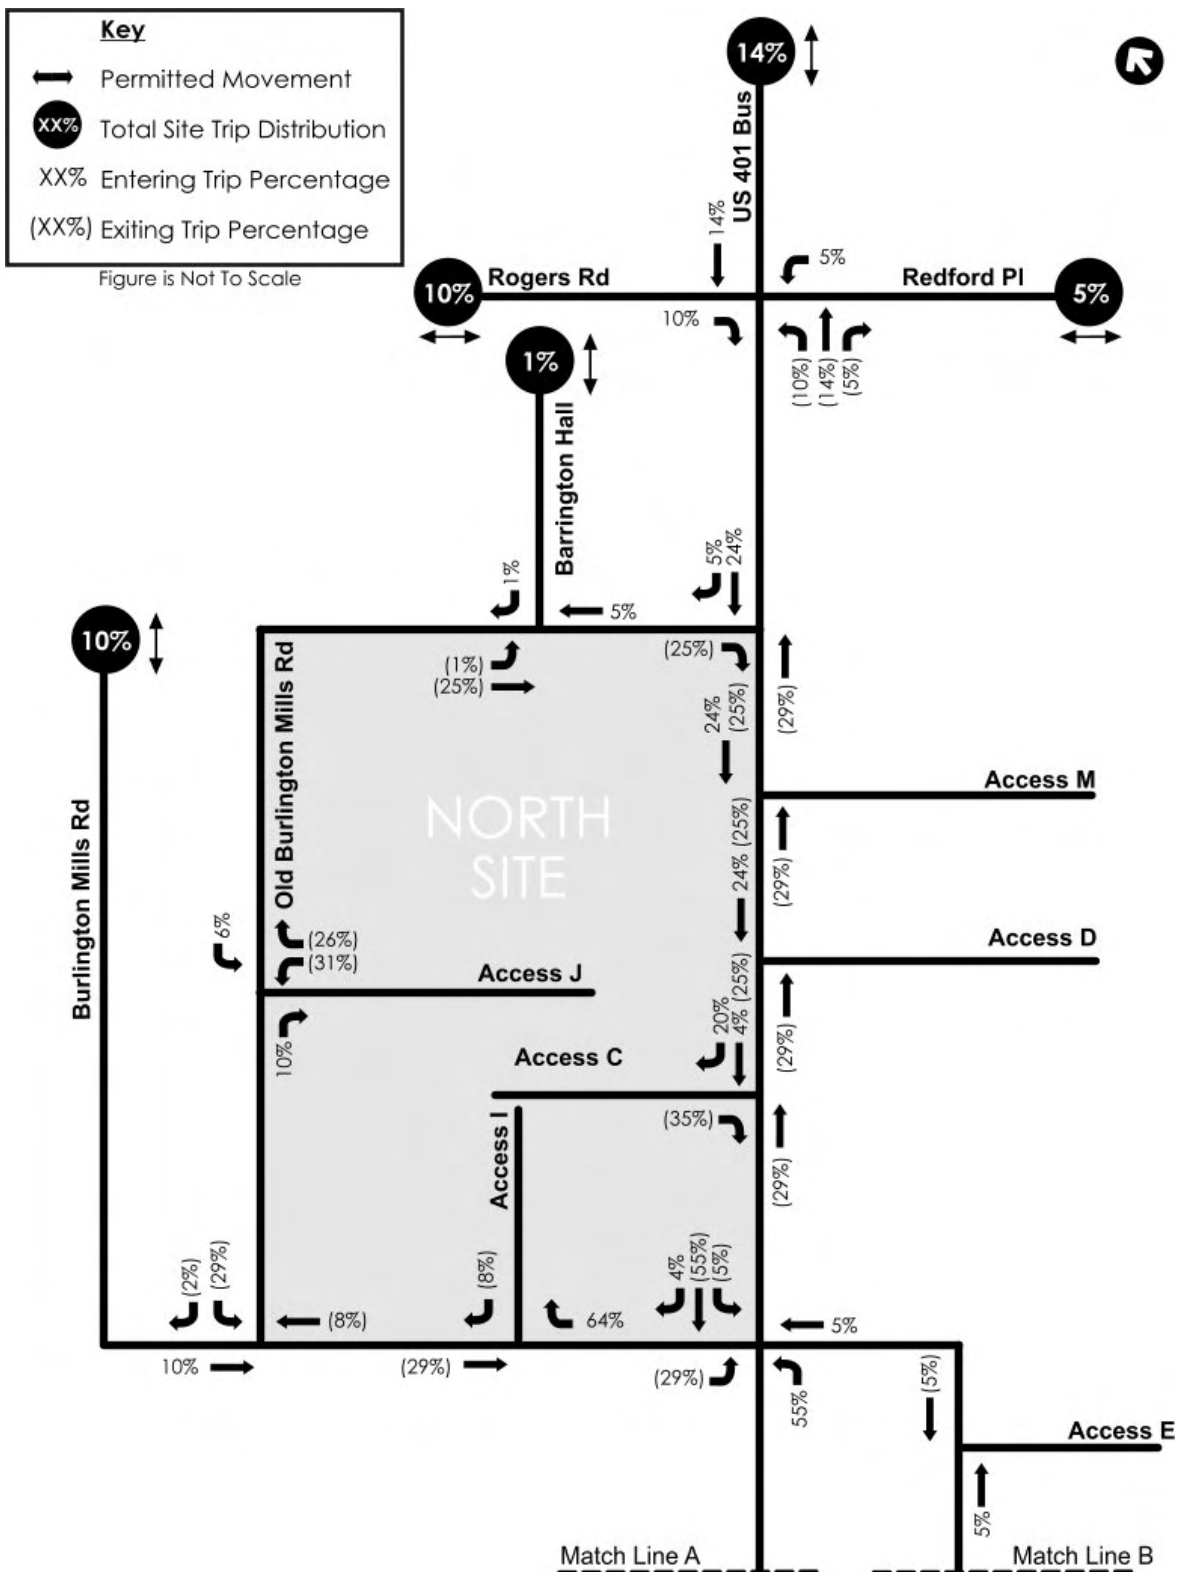 Key
Permitted Movement
XX% Total Site Trip Distribution
XX% Entering Trip Percentage
(XX%) Exiting Trip Percentage
Figure is Not To Scale
14%
US 401 Bus
14%
5%
10%
Rogers Rd
Redford Pl
5%
10%
(10%)
(14%)
(5%)
1%
Barrington Hall
5%
24%
1%
5%
10%
(1%)
(25%)
(25%)
(29%)
24%
(25%)
Old Burlington Mills Rd
Burlington Mills Rd
NORTH
SITE
Access M
24% (25%)
(29%)
6%
(26%)
(31%)
Access D
Access J
20%
4% (25%)
(29%)
10%
Access C
(35%)
Access I
(29%)
(2%)
(29%)
(8%)
(8%)
64%
4%
(55%)
(5%)
5%
10%
(29%)
(29%)
55%
(5%)
Access E
5%
Match Line A
Match Line B